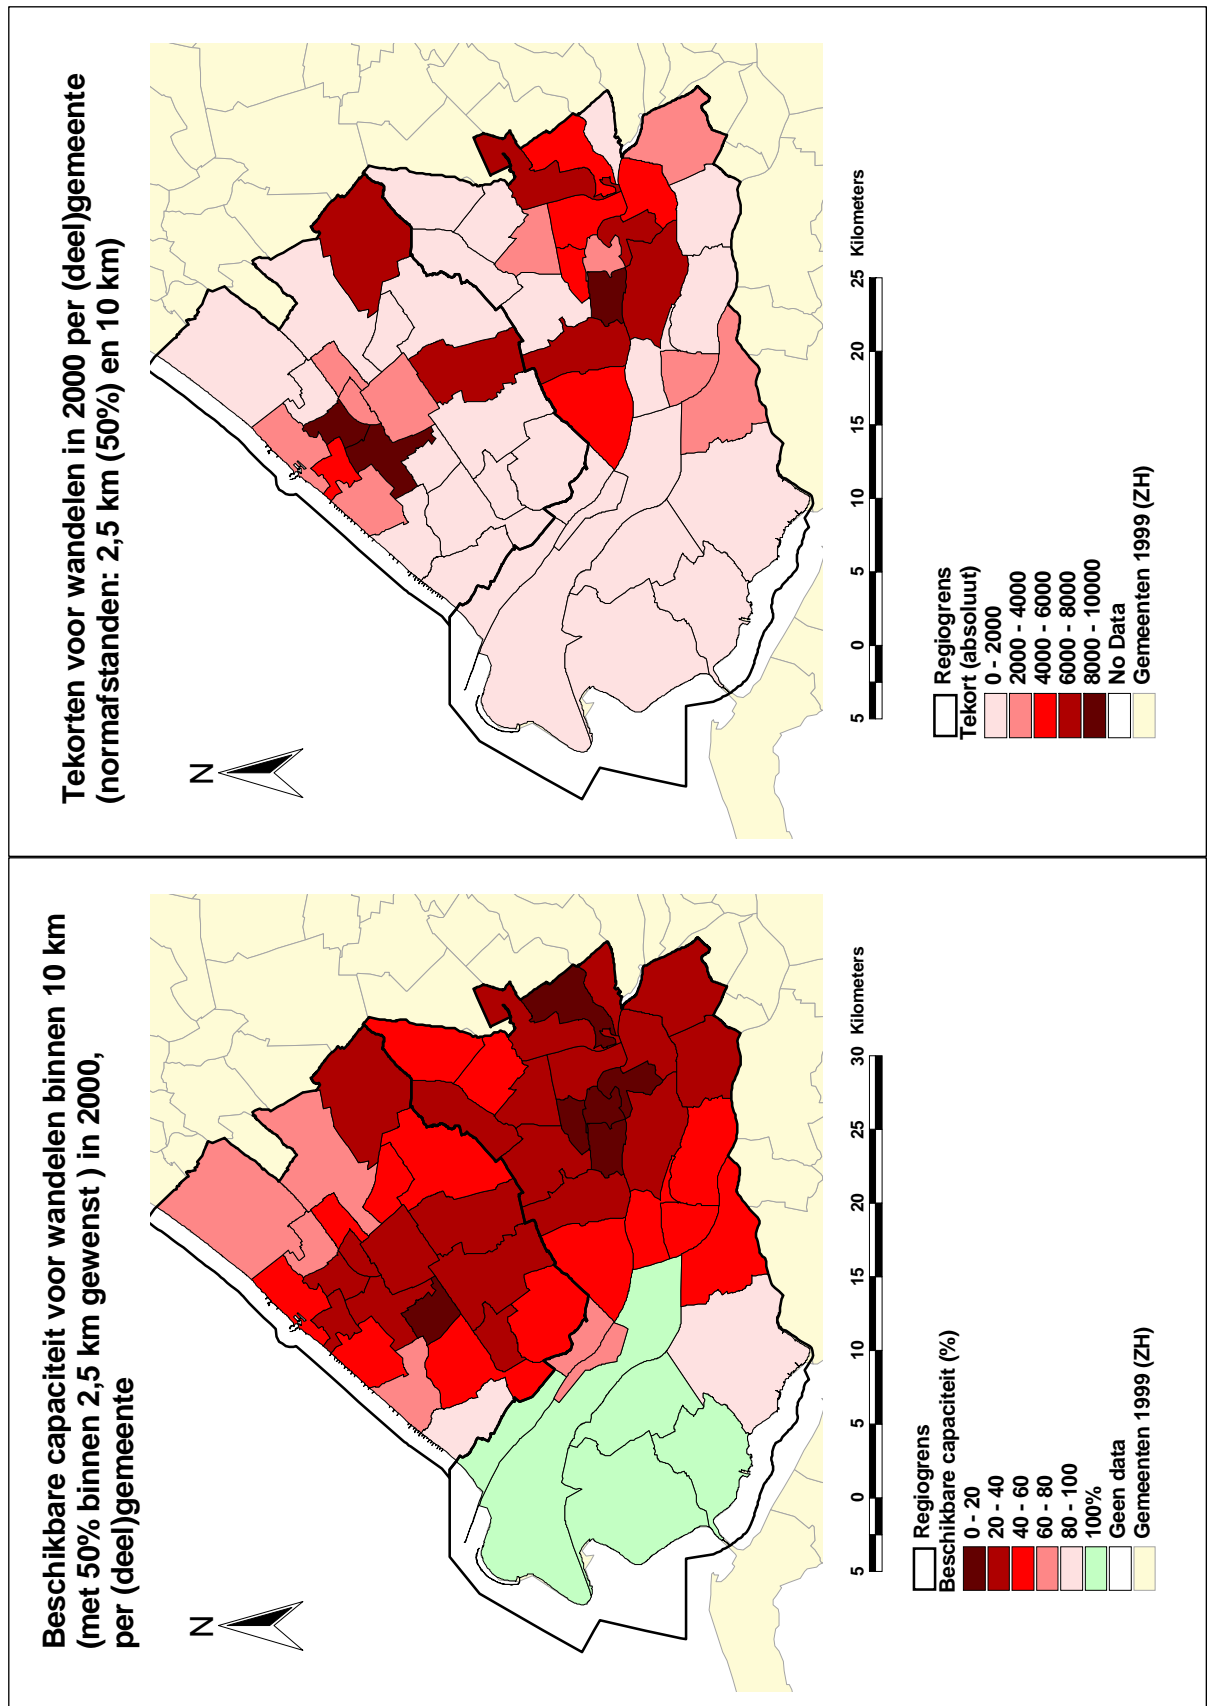 Beschikbare capaciteit voor wandelen binnen 10 km
(met 50% binnen 2,5 km gewenst ) in 2000,
per (deel)gemeente
N
5 0 5 10 15 20 25 30 Kilometers
Regiogrens
Beschikbare capaciteit (%)
0 - 20
20 - 40
40 - 60
60 - 80
80 - 100
100%
Geen data
Gemeenten 1999 (ZH)
Tekorten voor wandelen in 2000 per (deel)gemeente
(normafstanden: 2,5 km (50%) en 10 km)
N
5 0 5 10 15 20 25 Kilometers
Regiogrens
Tekort (absoluut)
0 - 2000
2000 - 4000
4000 - 6000
6000 - 8000
8000 - 10000
No Data
Gemeenten 1999 (ZH)